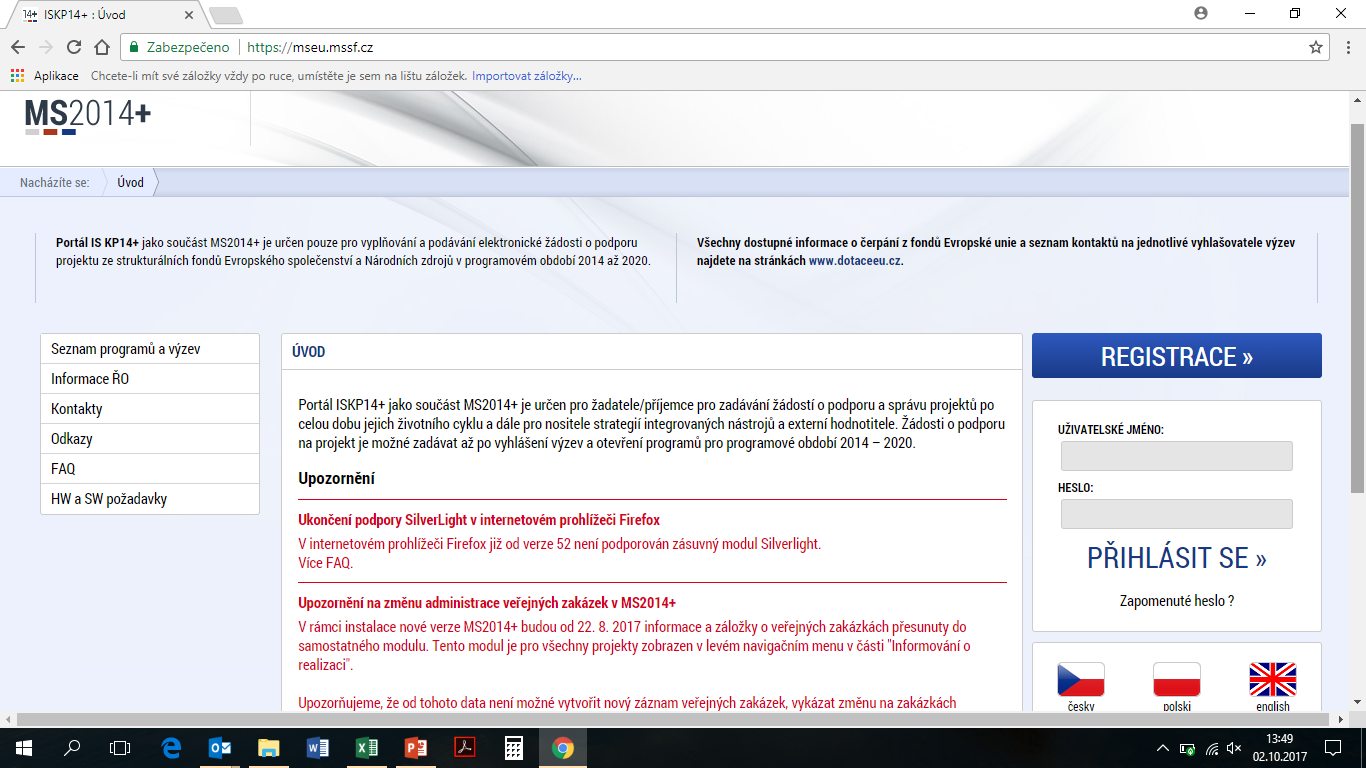 ISKP14+ : Úvod
Zabezpečeno
https://mseu.mssf.cz
Aplikace
Chcete-li mít své záložky vždy po ruce, umístěte je sem na lištu záložek. Importovat záložky...
MS2014+
Nacházíte se:
Úvod
Portál IS KP14+ jako součást MS2014+ je určen pouze pro vyplňování a podávání elektronické žádosti o podporu
projektu ze strukturálních fondů Evropského společenství a Národních zdrojů v programovém období 2014 až 2020.
Všechny dostupné informace o čerpání z fondů Evropské unie a seznam kontaktů na jednotlivé vyhlašovatele výzev
najdete na stránkách www.dotaceeu.cz.
Seznam programů a výzev
Informace ŘO
Kontakty
Odkazy
FAQ
HW a SW požadavky
ÚVOD
Portál ISKP14+ jako součást MS2014+ je určen pro žadatele/příjemce pro zadávání žádostí o podporu a správu projektů po
celou dobu jejich životního cyklu a dále pro nositele strategií integrovaných nástrojů a externí hodnotitele. Žádosti o podporu
na projekt je možné zadávat až po vyhlášení výzev a otevření programů pro programové období 2014 – 2020.
Upozornění
Ukončení podpory SilverLight v internetovém prohlížeči Firefox
V internetovém prohlížeči Firefox již od verze 52 není podporován zásuvný modul Silverlight.
Více FAQ.
Upozornění na změnu administrace veřejných zakázek v MS2014+
V rámci instalace nové verze MS2014+ budou od 22. 8. 2017 informace a záložky o veřejných zakázkách přesunuty do
samostatného modulu. Tento modul je pro všechny projekty zobrazen v levém navigačním menu v části "Informování o
realizaci".
Upozorňujeme, že od tohoto data není možné vytvořit nový záznam veřejných zakázek, vykázat změnu na zakázkách
REGISTRACE »
UŽIVATELSKÉ JMÉNO:
HESLO:
PŘIHLÁSIT SE »
Zapomenuté heslo ?
česky
polski
english
13:49
02.10.2017